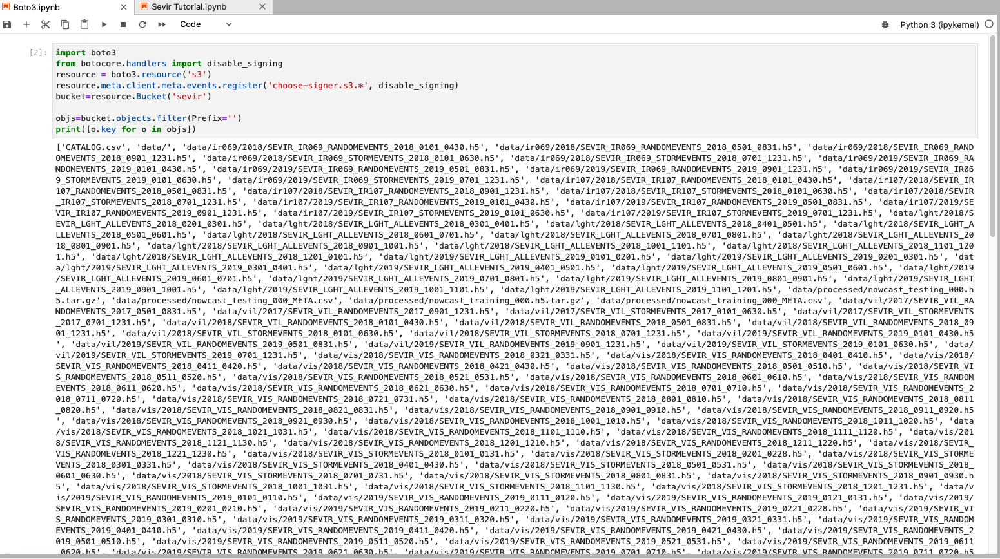 Boto3.ipynb
Sevir Tutorial.ipynb
Code
Python 3 (ipykernel)
[2]:
import boto3
from botocore.handlers import disable_signing
resource = boto3.resource('s3')
resource.meta.client.meta.events.register('choose-signer.s3.*', disable_signing)
bucket=resource.Bucket('sevir')
objs=bucket.objects.filter(Prefix='')
print([o.key for o in objs])
['CATALOG.csv', 'data/', 'data/ir069/2018/SEVIR_IR069_RANDOMEVENTS_2018_0101_0430.h5', 'data/ir069/2018/SEVIR_IR069_RANDOMEVENTS_2018_0501_0831.h5', 'data/ir069/2018/SEVIR_IR069_RAND
OMEVENTS_2018_0901_1231.h5', 'data/ir069/2018/SEVIR_IR069_STORMEVENTS_2018_0101_0630.h5', 'data/ir069/2018/SEVIR_IR069_STORMEVENTS_2018_0701_1231.h5', 'data/ir069/2019/SEVIR_IR069_RA
NDOMEVENTS_2019_0101_0430.h5', 'data/ir069/2019/SEVIR_IR069_RANDOMEVENTS_2019_0501_0831.h5', 'data/ir069/2019/SEVIR_IR069_RANDOMEVENTS_2019_0901_1231.h5', 'data/ir069/2019/SEVIR_IR06
9_STORMEVENTS_2019_0101_0630.h5', 'data/ir069/2019/SEVIR_IR069_STORMEVENTS_2019_0701_1231.h5', 'data/ir107/2018/SEVIR_IR107_RANDOMEVENTS_2018_0101_0430.h5', 'data/ir107/2018/SEVIR_IR
107_RANDOMEVENTS_2018_0501_0831.h5', 'data/ir107/2018/SEVIR_IR107_RANDOMEVENTS_2018_0901_1231.h5', 'data/ir107/2018/SEVIR_IR107_STORMEVENTS_2018_0101_0630.h5', 'data/ir107/2018/SEVIR
_IR107_STORMEVENTS_2018_0701_1231.h5', 'data/ir107/2019/SEVIR_IR107_RANDOMEVENTS_2019_0101_0430.h5', 'data/ir107/2019/SEVIR_IR107_RANDOMEVENTS_2019_0501_0831.h5', 'data/ir107/2019/SE
VIR_IR107_RANDOMEVENTS_2019_0901_1231.h5', 'data/ir107/2019/SEVIR_IR107_STORMEVENTS_2019_0101_0630.h5', 'data/ir107/2019/SEVIR_IR107_STORMEVENTS_2019_0701_1231.h5', 'data/lght/2018/S
EVIR_LGHT_ALLEVENTS_2018_0201_0301.h5', 'data/lght/2018/SEVIR_LGHT_ALLEVENTS_2018_0301_0401.h5', 'data/lght/2018/SEVIR_LGHT_ALLEVENTS_2018_0401_0501.h5', 'data/lght/2018/SEVIR_LGHT_A
LLEVENTS_2018_0501_0601.h5', 'data/lght/2018/SEVIR_LGHT_ALLEVENTS_2018_0601_0701.h5', 'data/lght/2018/SEVIR_LGHT_ALLEVENTS_2018_0701_0801.h5', 'data/lght/2018/SEVIR_LGHT_ALLEVENTS_20
18_0801_0901.h5', 'data/lght/2018/SEVIR_LGHT_ALLEVENTS_2018_0901_1001.h5', 'data/lght/2018/SEVIR_LGHT_ALLEVENTS_2018_1001_1101.h5', 'data/lght/2018/SEVIR_LGHT_ALLEVENTS_2018_1101_120
1.h5', 'data/lght/2018/SEVIR_LGHT_ALLEVENTS_2018_1201_0101.h5', 'data/lght/2019/SEVIR_LGHT_ALLEVENTS_2019_0101_0201.h5', 'data/lght/2019/SEVIR_LGHT_ALLEVENTS_2019_0201_0301.h5', 'dat
a/lght/2019/SEVIR_LGHT_ALLEVENTS_2019_0301_0401.h5', 'data/lght/2019/SEVIR_LGHT_ALLEVENTS_2019_0401_0501.h5', 'data/lght/2019/SEVIR_LGHT_ALLEVENTS_2019_0501_0601.h5', 'data/lght/2019
/SEVIR_LGHT_ALLEVENTS_2019_0601_0701.h5', 'data/lght/2019/SEVIR_LGHT_ALLEVENTS_2019_0701_0801.h5', 'data/lght/2019/SEVIR_LGHT_ALLEVENTS_2019_0801_0901.h5', 'data/lght/2019/SEVIR_LGHT
_ALLEVENTS_2019_0901_1001.h5', 'data/lght/2019/SEVIR_LGHT_ALLEVENTS_2019_1001_1101.h5', 'data/lght/2019/SEVIR_LGHT_ALLEVENTS_2019_1101_1201.h5', 'data/processed/nowcast_testing_000.h
5.tar.gz', 'data/processed/nowcast_testing_000_META.csv', 'data/processed/nowcast_training_000.h5.tar.gz', 'data/processed/nowcast_training_000_META.csv', 'data/vil/2017/SEVIR_VIL_RA
NDOMEVENTS_2017_0501_0831.h5', 'data/vil/2017/SEVIR_VIL_RANDOMEVENTS_2017_0901_1231.h5', 'data/vil/2017/SEVIR_VIL_STORMEVENTS_2017_0101_0630.h5', 'data/vil/2017/SEVIR_VIL_STORMEVENTS
_2017_0701_1231.h5', 'data/vil/2018/SEVIR_VIL_RANDOMEVENTS_2018_0101_0430.h5', 'data/vil/2018/SEVIR_VIL_RANDOMEVENTS_2018_0501_0831.h5', 'data/vil/2018/SEVIR_VIL_RANDOMEVENTS_2018_09
01_1231.h5', 'data/vil/2018/SEVIR_VIL_STORMEVENTS_2018_0101_0630.h5', 'data/vil/2018/SEVIR_VIL_STORMEVENTS_2018_0701_1231.h5', 'data/vil/2019/SEVIR_VIL_RANDOMEVENTS_2019_0101_0430.h5
', 'data/vil/2019/SEVIR_VIL_RANDOMEVENTS_2019_0501_0831.h5', 'data/vil/2019/SEVIR_VIL_RANDOMEVENTS_2019_0901_1231.h5', 'data/vil/2019/SEVIR_VIL_STORMEVENTS_2019_0101_0630.h5', 'data/
vil/2019/SEVIR_VIL_STORMEVENTS_2019_0701_1231.h5', 'data/vis/2018/SEVIR_VIS_RANDOMEVENTS_2018_0321_0331.h5', 'data/vis/2018/SEVIR_VIS_RANDOMEVENTS_2018_0401_0410.h5', 'data/vis/2018/
SEVIR_VIS_RANDOMEVENTS_2018_0411_0420.h5', 'data/vis/2018/SEVIR_VIS_RANDOMEVENTS_2018_0421_0430.h5', 'data/vis/2018/SEVIR_VIS_RANDOMEVENTS_2018_0501_0510.h5', 'data/vis/2018/SEVIR_VI
S_RANDOMEVENTS_2018_0511_0520.h5', 'data/vis/2018/SEVIR_VIS_RANDOMEVENTS_2018_0521_0531.h5', 'data/vis/2018/SEVIR_VIS_RANDOMEVENTS_2018_0601_0610.h5', 'data/vis/2018/SEVIR_VIS_RANDOM
EVENTS_2018_0611_0620.h5', 'data/vis/2018/SEVIR_VIS_RANDOMEVENTS_2018_0621_0630.h5', 'data/vis/2018/SEVIR_VIS_RANDOMEVENTS_2018_0701_0710.h5', 'data/vis/2018/SEVIR_VIS_RANDOMEVENTS_2
018_0711_0720.h5', 'data/vis/2018/SEVIR_VIS_RANDOMEVENTS_2018_0721_0731.h5', 'data/vis/2018/SEVIR_VIS_RANDOMEVENTS_2018_0801_0810.h5', 'data/vis/2018/SEVIR_VIS_RANDOMEVENTS_2018_0811
_0820.h5', 'data/vis/2018/SEVIR_VIS_RANDOMEVENTS_2018_0821_0831.h5', 'data/vis/2018/SEVIR_VIS_RANDOMEVENTS_2018_0901_0910.h5', 'data/vis/2018/SEVIR_VIS_RANDOMEVENTS_2018_0911_0920.h5
', 'data/vis/2018/SEVIR_VIS_RANDOMEVENTS_2018_0921_0930.h5', 'data/vis/2018/SEVIR_VIS_RANDOMEVENTS_2018_1001_1010.h5', 'data/vis/2018/SEVIR_VIS_RANDOMEVENTS_2018_1011_1020.h5', 'data
/vis/2018/SEVIR_VIS_RANDOMEVENTS_2018_1021_1031.h5', 'data/vis/2018/SEVIR_VIS_RANDOMEVENTS_2018_1101_1110.h5', 'data/vis/2018/SEVIR_VIS_RANDOMEVENTS_2018_1111_1120.h5', 'data/vis/201
8/SEVIR_VIS_RANDOMEVENTS_2018_1121_1130.h5', 'data/vis/2018/SEVIR_VIS_RANDOMEVENTS_2018_1201_1210.h5', 'data/vis/2018/SEVIR_VIS_RANDOMEVENTS_2018_1211_1220.h5', 'data/vis/2018/SEVIR_
VIS_RANDOMEVENTS_2018_1221_1230.h5', 'data/vis/2018/SEVIR_VIS_STORMEVENTS_2018_0101_0131.h5', 'data/vis/2018/SEVIR_VIS_STORMEVENTS_2018_0201_0228.h5', 'data/vis/2018/SEVIR_VIS_STORME
VENTS_2018_0301_0331.h5', 'data/vis/2018/SEVIR_VIS_STORMEVENTS_2018_0401_0430.h5', 'data/vis/2018/SEVIR_VIS_STORMEVENTS_2018_0501_0531.h5', 'data/vis/2018/SEVIR_VIS_STORMEVENTS_2018_
0601_0630.h5', 'data/vis/2018/SEVIR_VIS_STORMEVENTS_2018_0701_0731.h5', 'data/vis/2018/SEVIR_VIS_STORMEVENTS_2018_0801_0831.h5', 'data/vis/2018/SEVIR_VIS_STORMEVENTS_2018_0901_0930.h
5', 'data/vis/2018/SEVIR_VIS_STORMEVENTS_2018_1001_1031.h5', 'data/vis/2018/SEVIR_VIS_STORMEVENTS_2018_1101_1130.h5', 'data/vis/2018/SEVIR_VIS_STORMEVENTS_2018_1201_1231.h5', 'data/v
is/2019/SEVIR_VIS_RANDOMEVENTS_2019_0101_0110.h5', 'data/vis/2019/SEVIR_VIS_RANDOMEVENTS_2019_0111_0120.h5', 'data/vis/2019/SEVIR_VIS_RANDOMEVENTS_2019_0121_0131.h5', 'data/vis/2019/
SEVIR_VIS_RANDOMEVENTS_2019_0201_0210.h5', 'data/vis/2019/SEVIR_VIS_RANDOMEVENTS_2019_0211_0220.h5', 'data/vis/2019/SEVIR_VIS_RANDOMEVENTS_2019_0221_0228.h5', 'data/vis/2019/SEVIR_VI
S_RANDOMEVENTS_2019_0301_0310.h5', 'data/vis/2019/SEVIR_VIS_RANDOMEVENTS_2019_0311_0320.h5', 'data/vis/2019/SEVIR_VIS_RANDOMEVENTS_2019_0321_0331.h5', 'data/vis/2019/SEVIR_VIS_RANDOM
EVENTS_2019_0401_0410.h5', 'data/vis/2019/SEVIR_VIS_RANDOMEVENTS_2019_0411_0420.h5', 'data/vis/2019/SEVIR_VIS_RANDOMEVENTS_2019_0421_0430.h5', 'data/vis/2019/SEVIR_VIS_RANDOMEVENTS_2
019_0501_0510.h5', 'data/vis/2019/SEVIR_VIS_RANDOMEVENTS_2019_0511_0520.h5', 'data/vis/2019/SEVIR_VIS_RANDOMEVENTS_2019_0521_0531.h5', 'data/vis/2019/SEVIR_VIS_RANDOMEVENTS_2019_0611
_0620.h5', 'data/vis/2019/SEVIR_VIS_RANDOMEVENTS_2019_0621_0630.h5', 'data/vis/2019/SEVIR_VIS_RANDOMEVENTS_2019_0701_0710.h5', 'data/vis/2019/SEVIR_VIS_RANDOMEVENTS_2019_0711_0720.h5